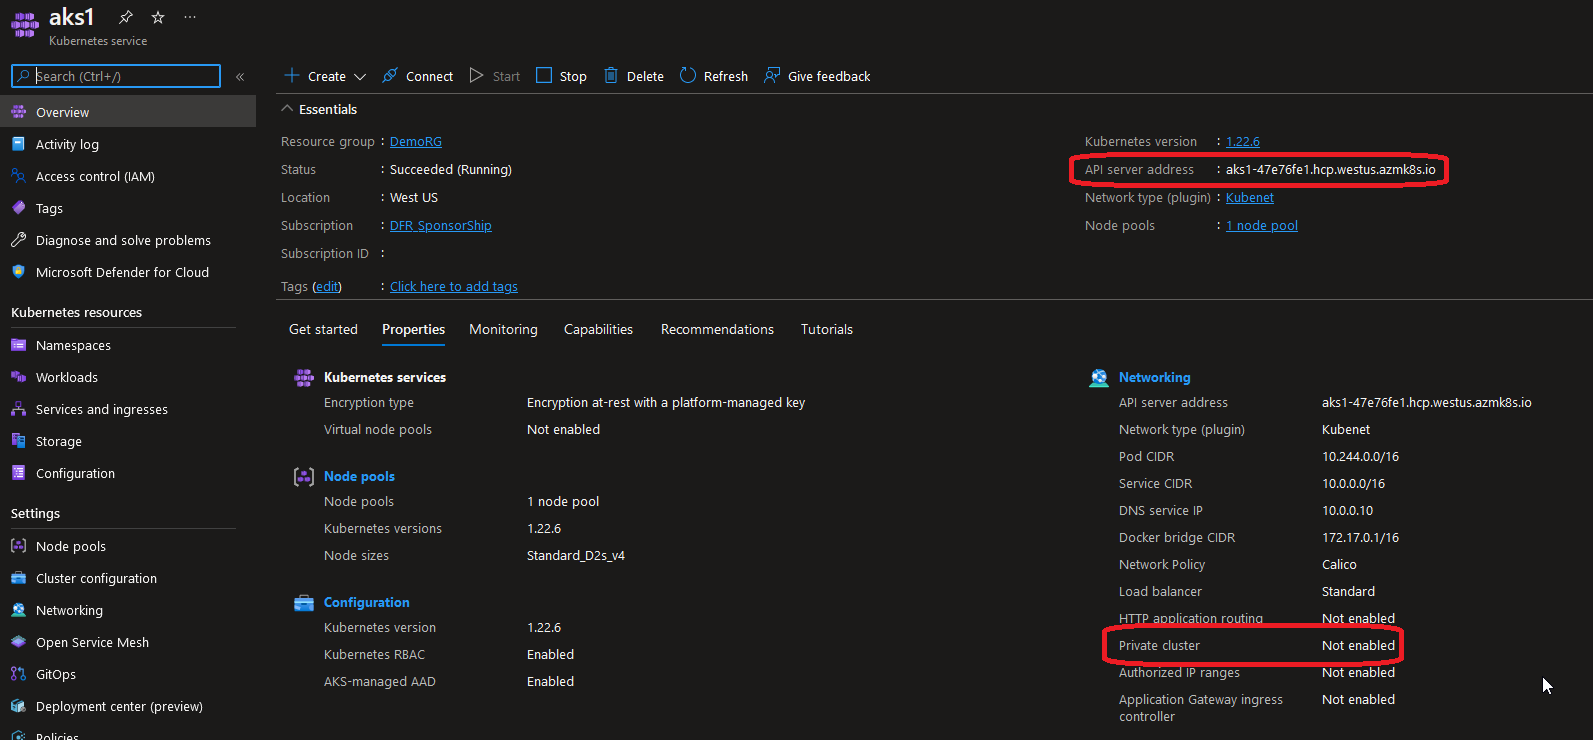 aks1
Kubernetes service
Search (Ctrl+/)
«
Overview
Activity log
Access control (IAM)
Tags
Diagnose and solve problems
Microsoft Defender for Cloud
Kubernetes resources
Namespaces
Workloads
Services and ingresses
Storage
Configuration
Settings
Node pools
Cluster configuration
Networking
Open Service Mesh
GitOps
Deployment center (preview)
Policies
Create Connect Start Stop Delete Refresh Give feedback
Essentials
Resource group : DemoRG
Status : Succeeded (Running)
Location : West US
Subscription : DFR_SponsorShip
Subscription ID :
Tags (edit) : Click here to add tags
Kubernetes version : 1.22.6
API server address : aks1-47e76fe1.hcp.westus.azmk8s.io
Network type (plugin) : Kubenet
Node pools : 1 node pool
Get started Properties Monitoring Capabilities Recommendations Tutorials
Kubernetes services
Encryption type Encryption at-rest with a platform-managed key
Virtual node pools Not enabled
Node pools
Node pools 1 node pool
Kubernetes versions 1.22.6
Node sizes Standard_D2s_v4
Configuration
Kubernetes version 1.22.6
Kubernetes RBAC Enabled
AKS-managed AAD Enabled
Networking
API server address aks1-47e76fe1.hcp.westus.azmk8s.io
Network type (plugin) Kubenet
Pod CIDR 10.244.0.0/16
Service CIDR 10.0.0.0/16
DNS service IP 10.0.0.10
Docker bridge CIDR 172.17.0.1/16
Network Policy Calico
Load balancer Standard
HTTP application routing Not enabled
Private cluster Not enabled
Authorized IP ranges Not enabled
Application Gateway ingress Not enabled
controller